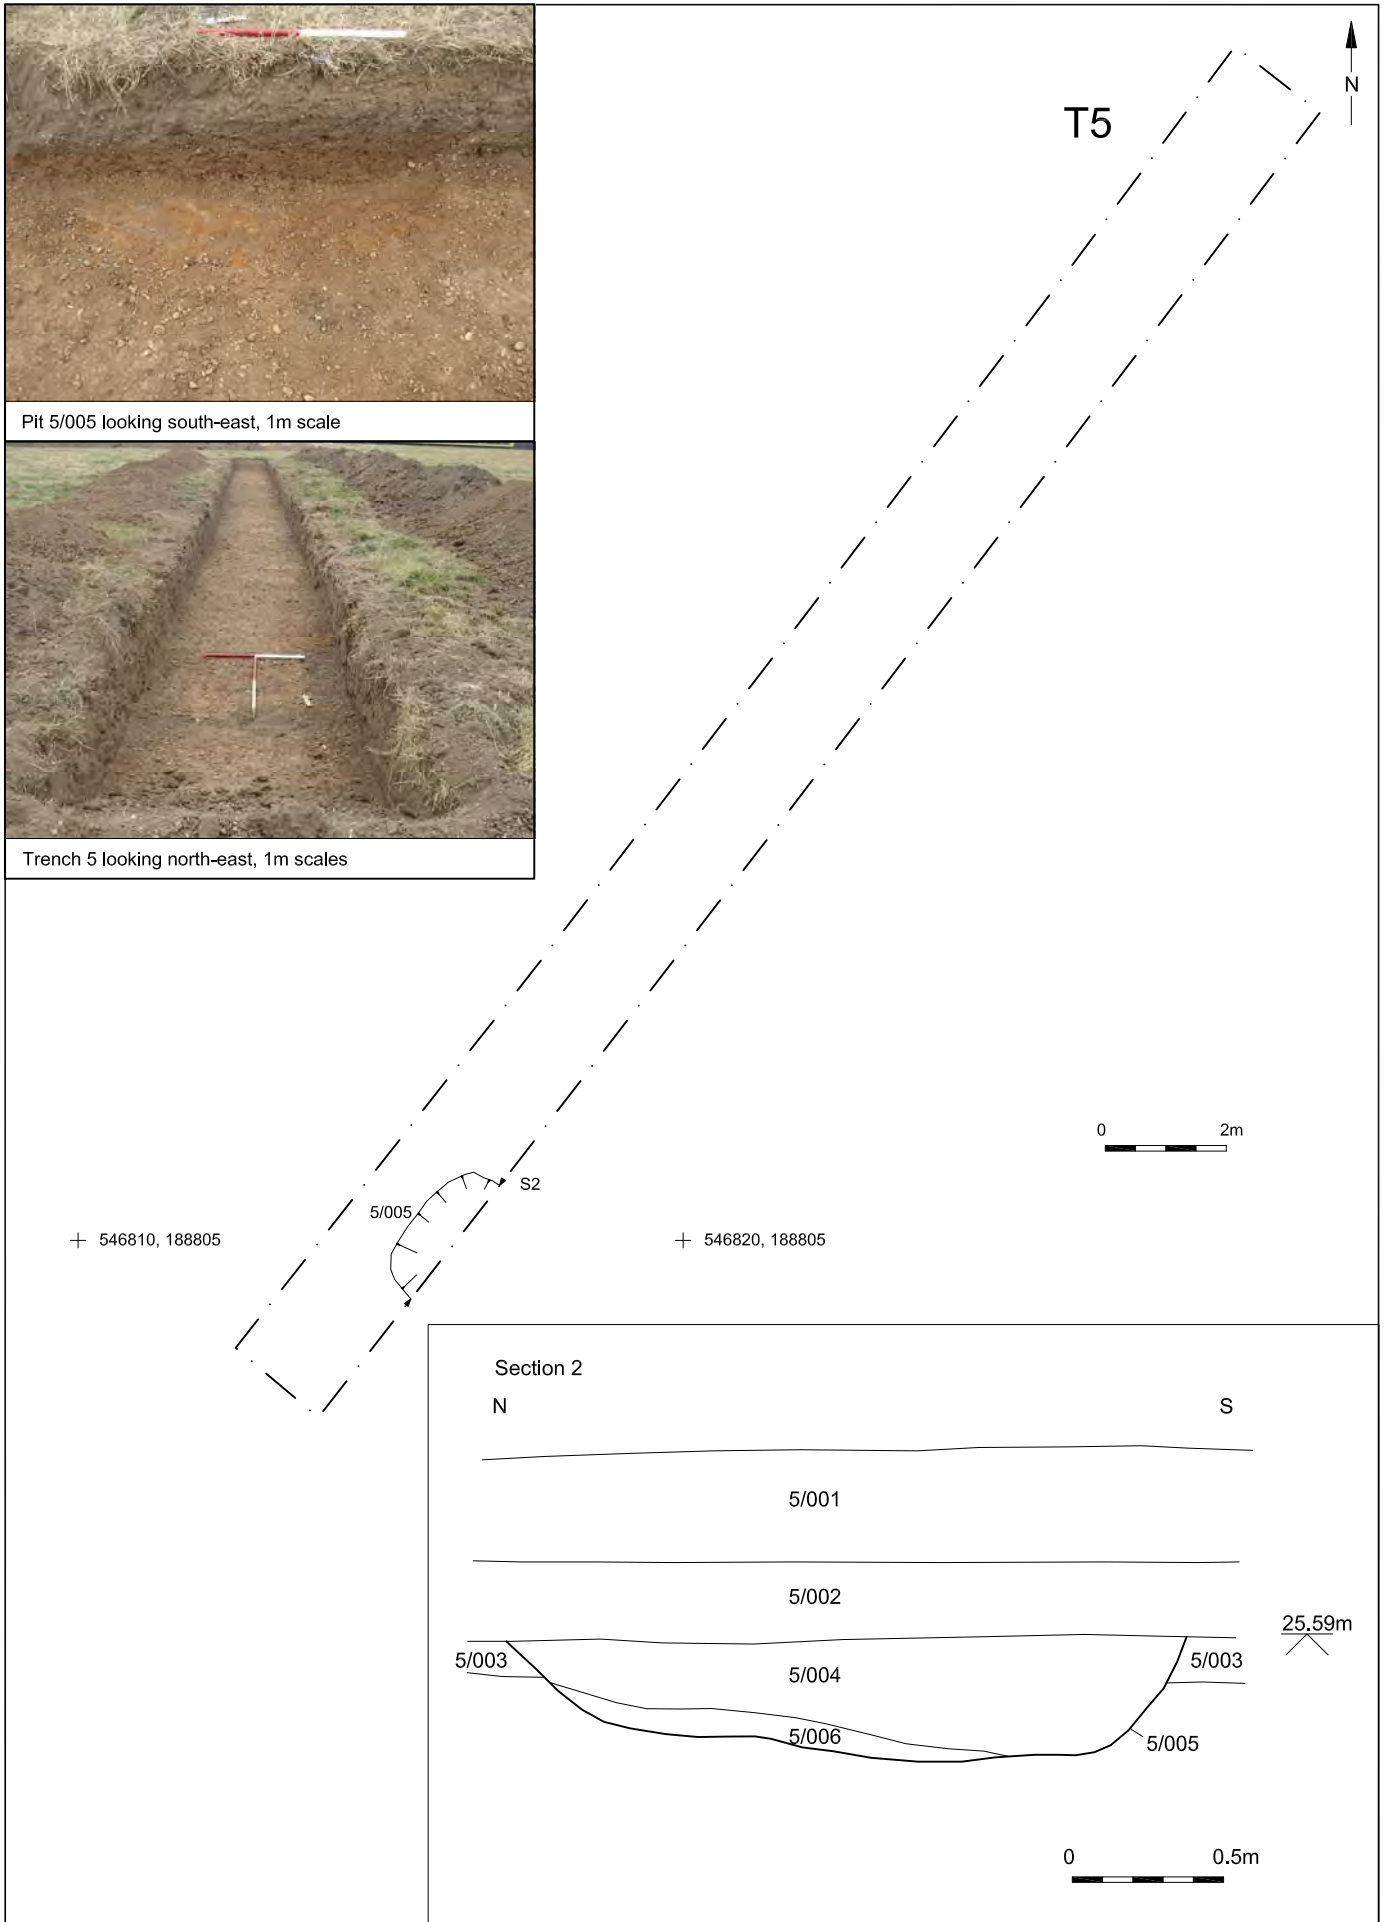 T5
N
Pit 5/005 looking south-east, 1m scale
Trench 5 looking north-east, 1m scales
0 2m
S2
5/005
546810, 188805
546820, 188805
Section 2
N S
5/001
5/002
25.59m
5/003
5/004
5/003
5/006
5/005
0 0.5m